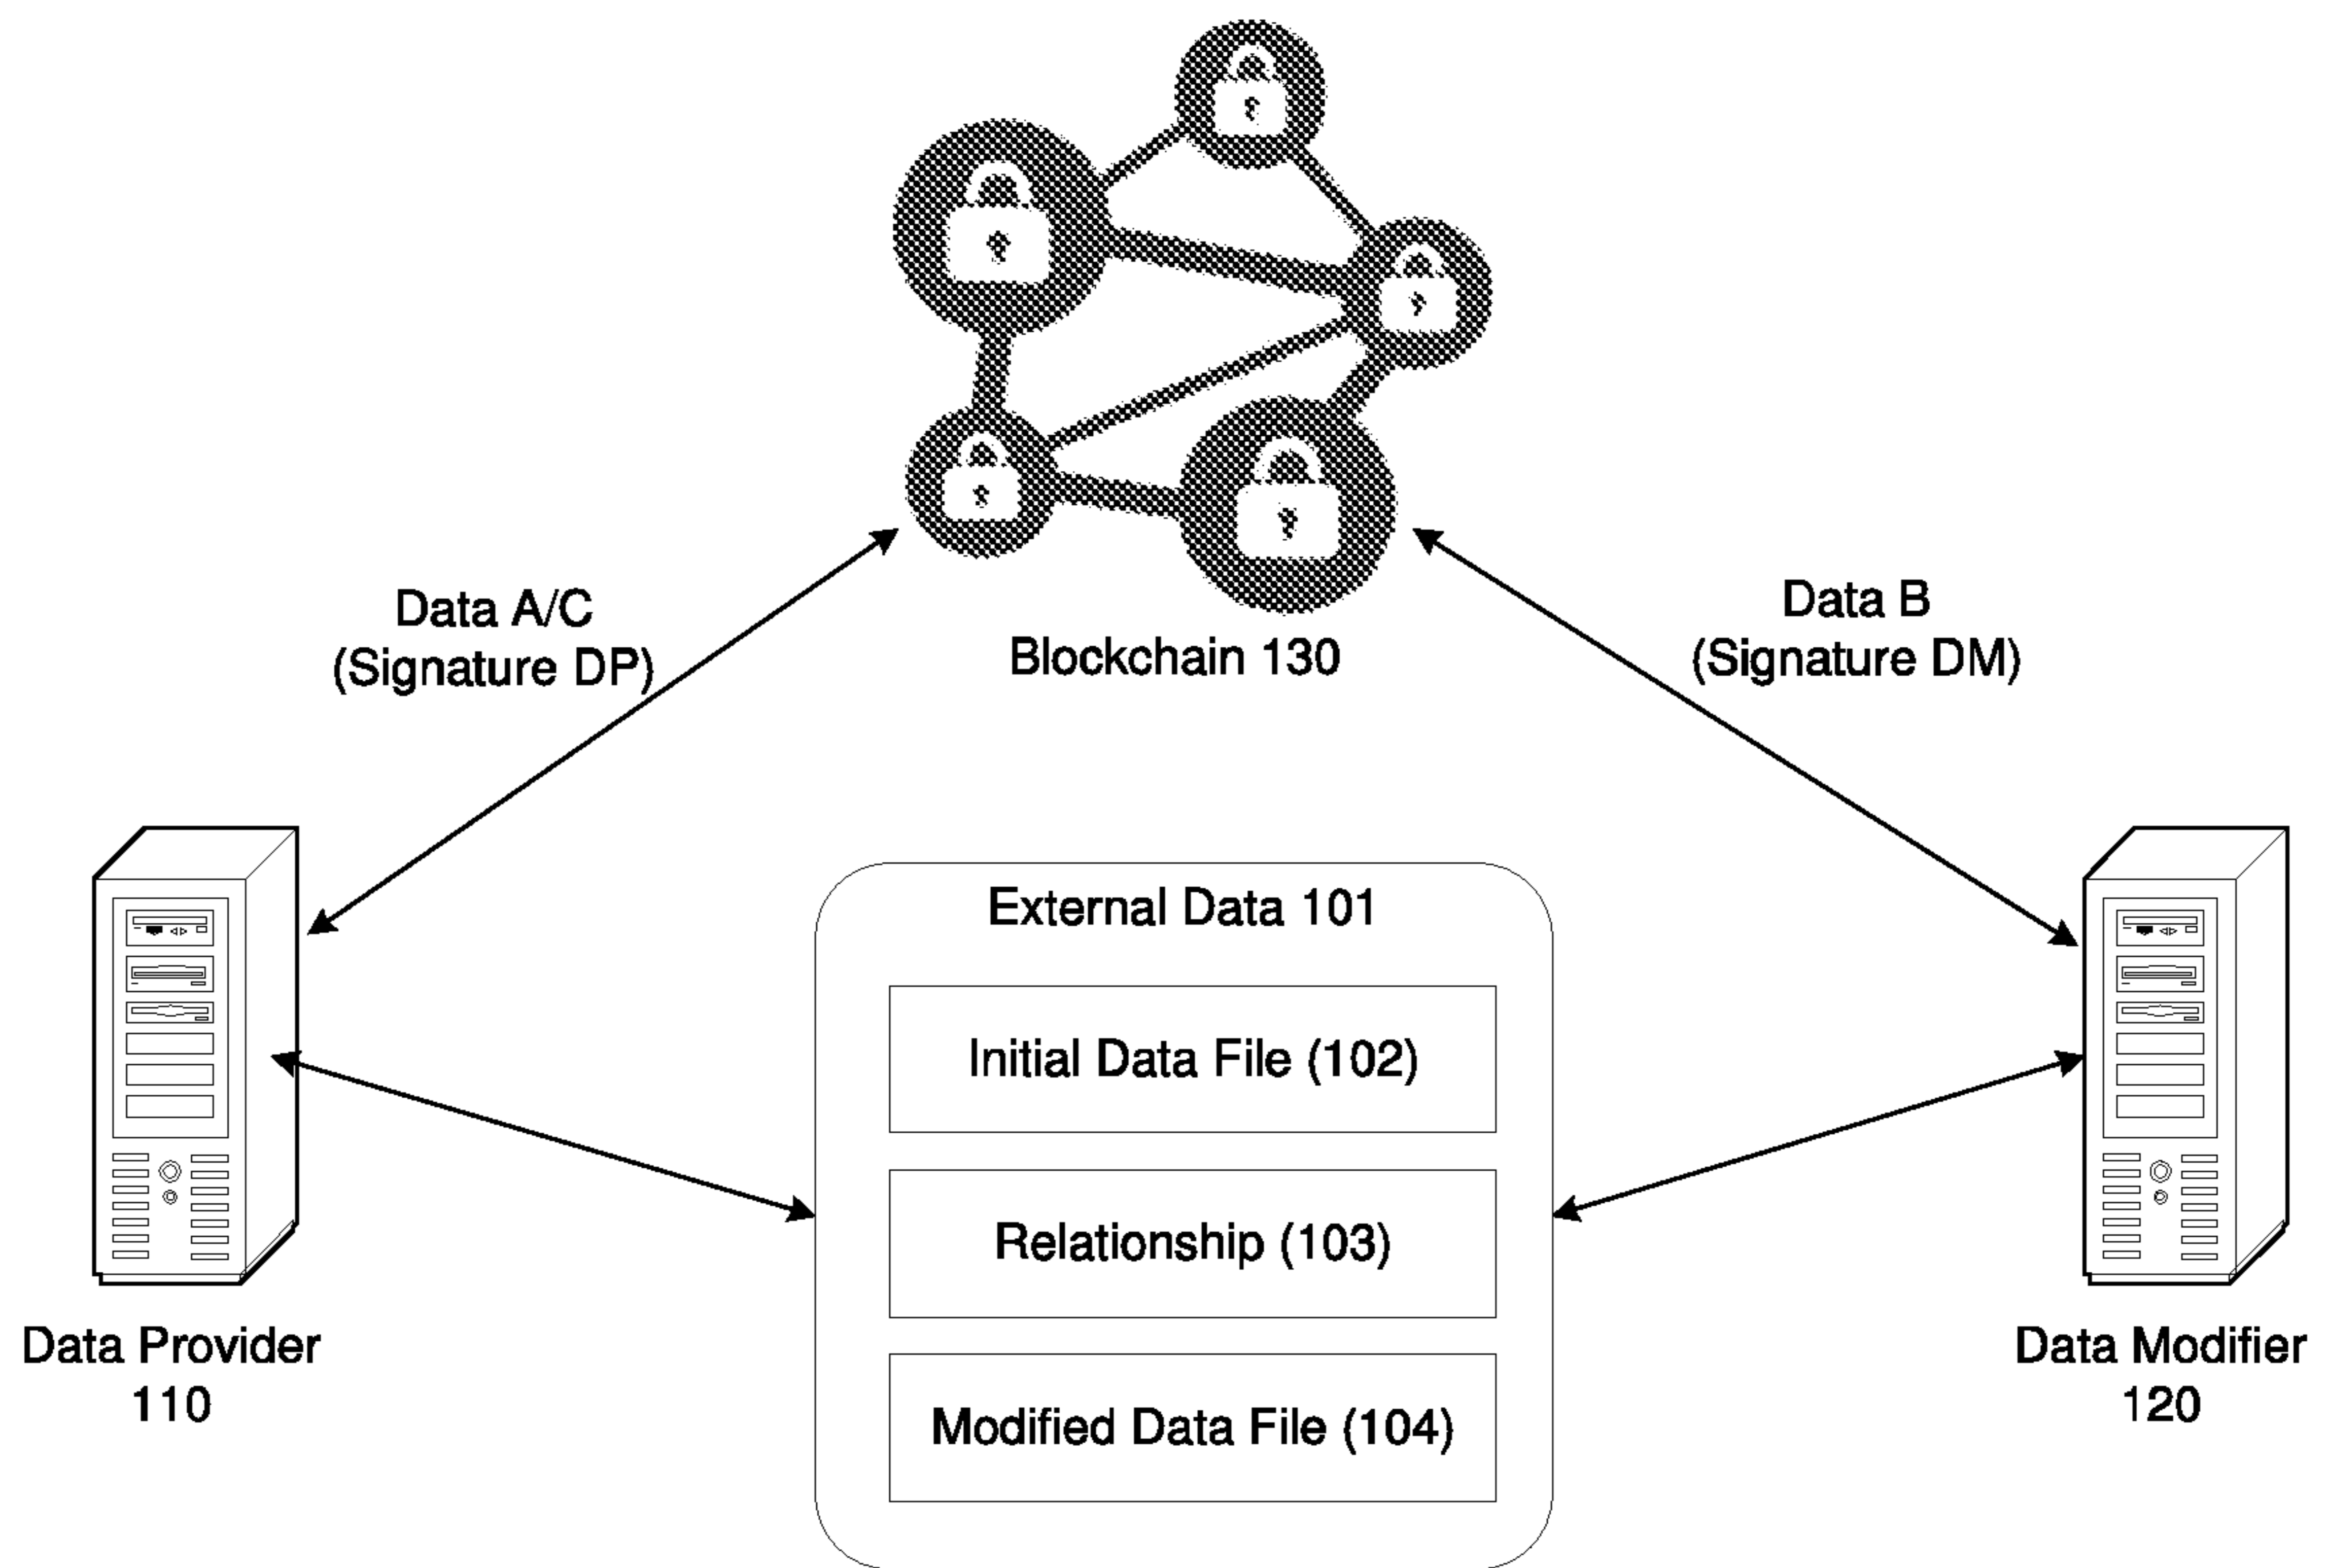 Data A/C
(Signature DP)
Blockchain 130
Data B
(Signature DM)
External Data 101
Initial Data File (102)
Relationship (103)
Modified Data File (104)
Data Provider
110
Data Modifier
120